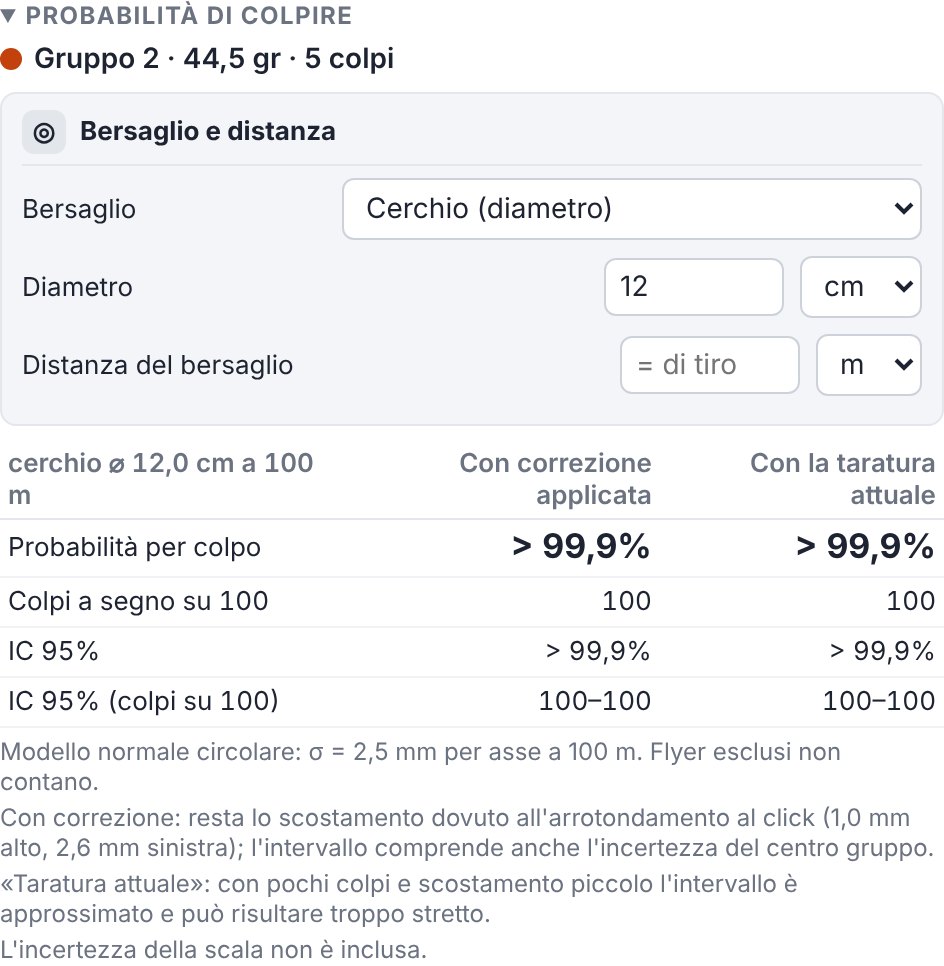 ▼ PROBABILITÀ DI COLPIRE
Gruppo 2 · 44,5 gr · 5 colpi
Bersaglio e distanza
Bersaglio
Cerchio (diametro)
Diametro
12
cm
Distanza del bersaglio
= di tiro
m
cerchio ⌀ 12,0 cm a 100 m
Con correzione applicata
Con la taratura attuale
Probabilità per colpo > 99,9% > 99,9%
Colpi a segno su 100 100 100
IC 95% > 99,9% > 99,9%
IC 95% (colpi su 100) 100–100 100–100
Modello normale circolare: σ = 2,5 mm per asse a 100 m. Flyer esclusi non
contano.
Con correzione: resta lo scostamento dovuto all'arrotondamento al click (1,0 mm
alto, 2,6 mm sinistra); l'intervallo comprende anche l'incertezza del centro gruppo.
«Taratura attuale»: con pochi colpi e scostamento piccolo l'intervallo è
approssimato e può risultare troppo stretto.
L'incertezza della scala non è inclusa.